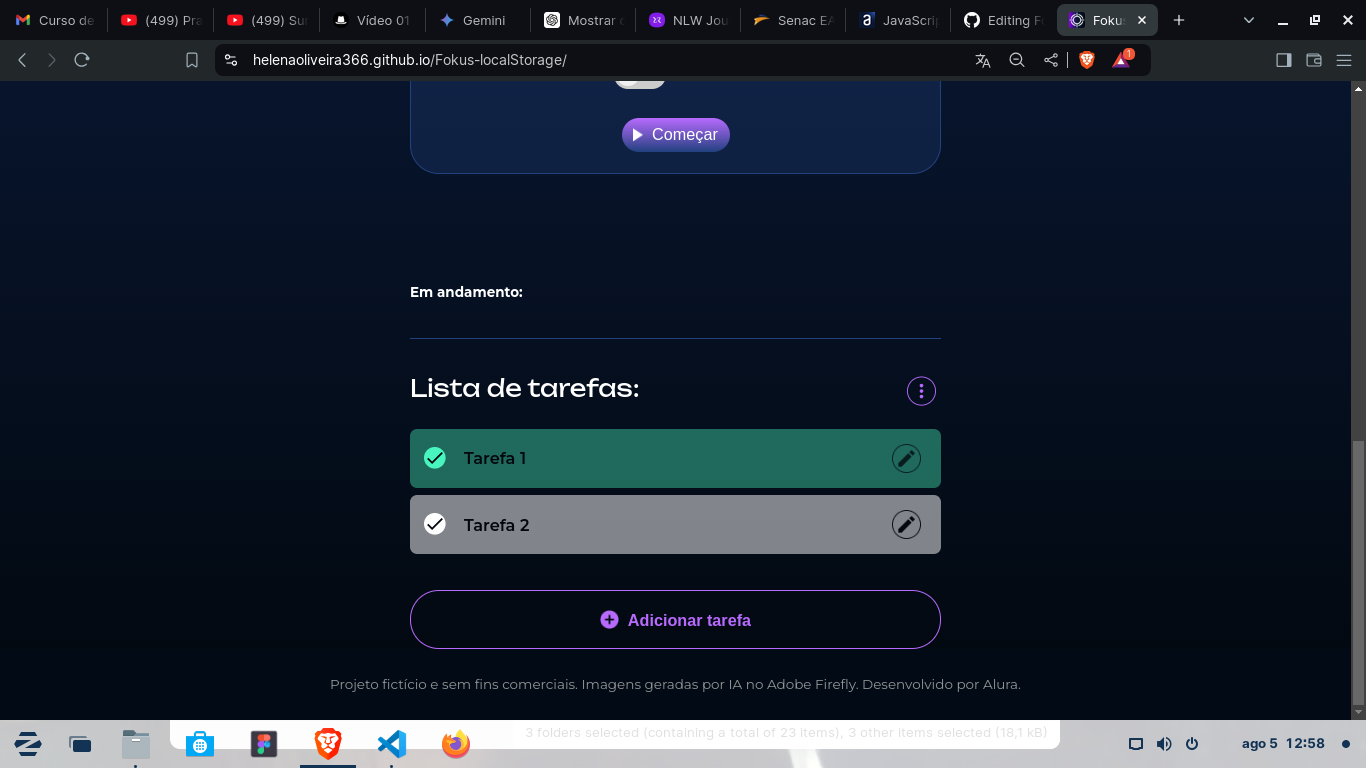 Curso de
(499) Pra
(499) Su
Vídeo 01
Gemini
Mostrar
NLW Jou
Senac EA
JavaScrip
Editing F
Fokus
helenaoliveira366.github.io/Fokus-localStorage/
1
Começar
Em andamento:
Lista de tarefas:
Tarefa 1
Tarefa 2
Adicionar tarefa
Projeto fictício e sem fins comerciais. Imagens geradas por IA no Adobe Firefly. Desenvolvido por Alura.
3 folders selected (containing a total of 23 items), 3 other items selected (18,1 kB)
ago 5 12:58